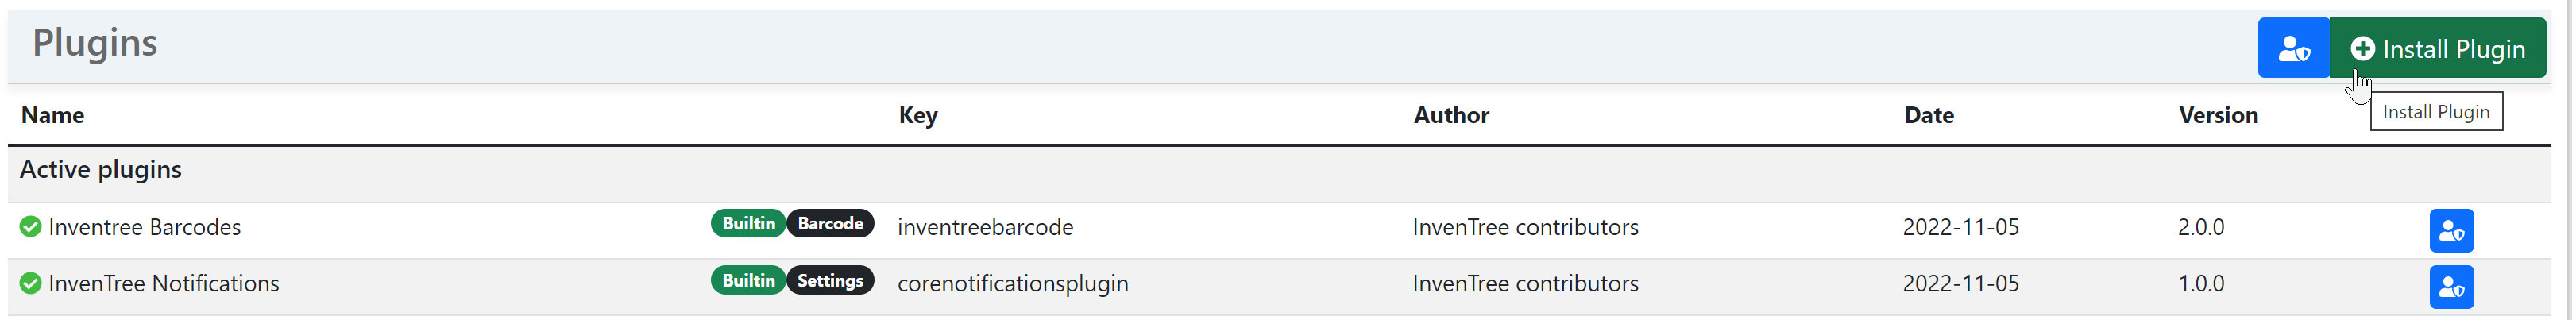 Plugins
Install Plugin
Install Plugin
Name Key Author Date Version
Active plugins
Inventree Barcodes Builtin Barcode inventreebarcode InvenTree contributors 2022-11-05 2.0.0
InvenTree Notifications Builtin Settings corenotificationsplugin InvenTree contributors 2022-11-05 1.0.0